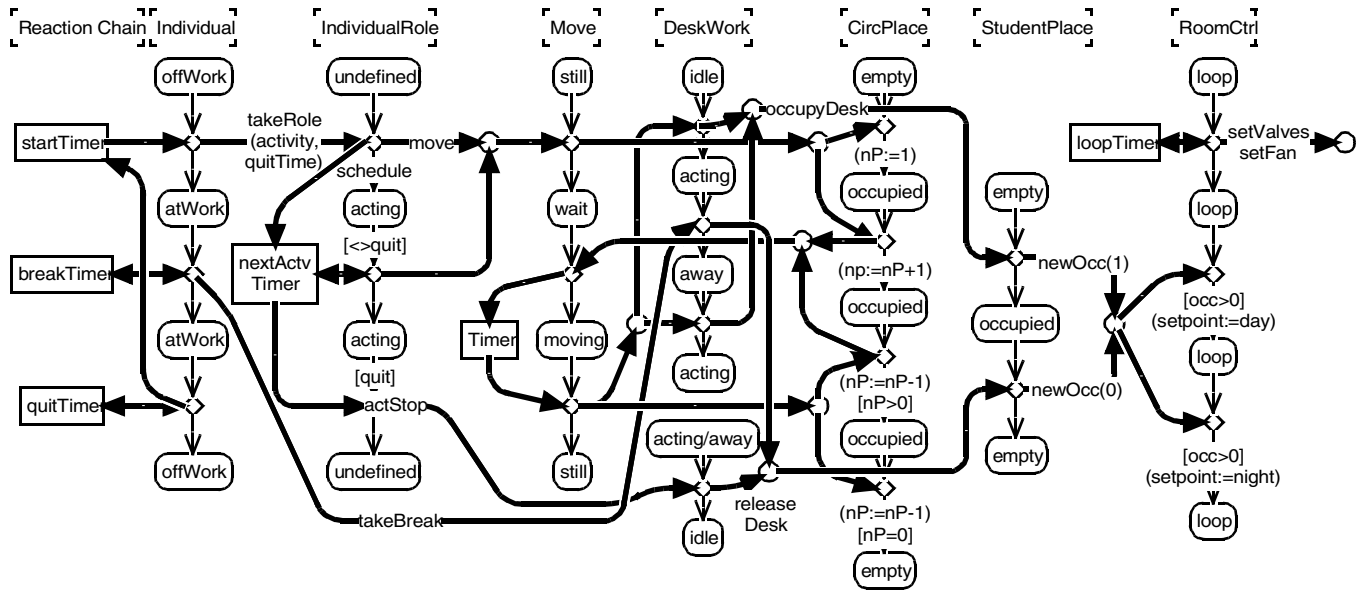 Reaction Chain
Individual
IndividualRole
Move
DeskWork
CircPlace
StudentPlace
RoomCtrl
offWork
undefined
still
idle
empty
loop
occupyDesk
takeRole
(activity,
quitTime)
startTimer
move
loopTimer
setValves
setFan
(nP:=1)
schedule
acting
occupied
empty
atWork
acting
wait
loop
[<>quit]
(np:=nP+1)
newOcc(1)
breakTimer
nextActv
Timer
away
occupied
[occ>0]
(setpoint:=day)
occupied
atWork
acting
Timer
moving
loop
[quit]
acting
(nP:=nP-1)
[nP>0]
newOcc(0)
quitTimer
actStop
acting/away
occupied
empty
[occ>0]
(setpoint:=night)
offWork
undefined
still
release
Desk
(nP:=nP-1)
[nP=0]
takeBreak
idle
loop
empty